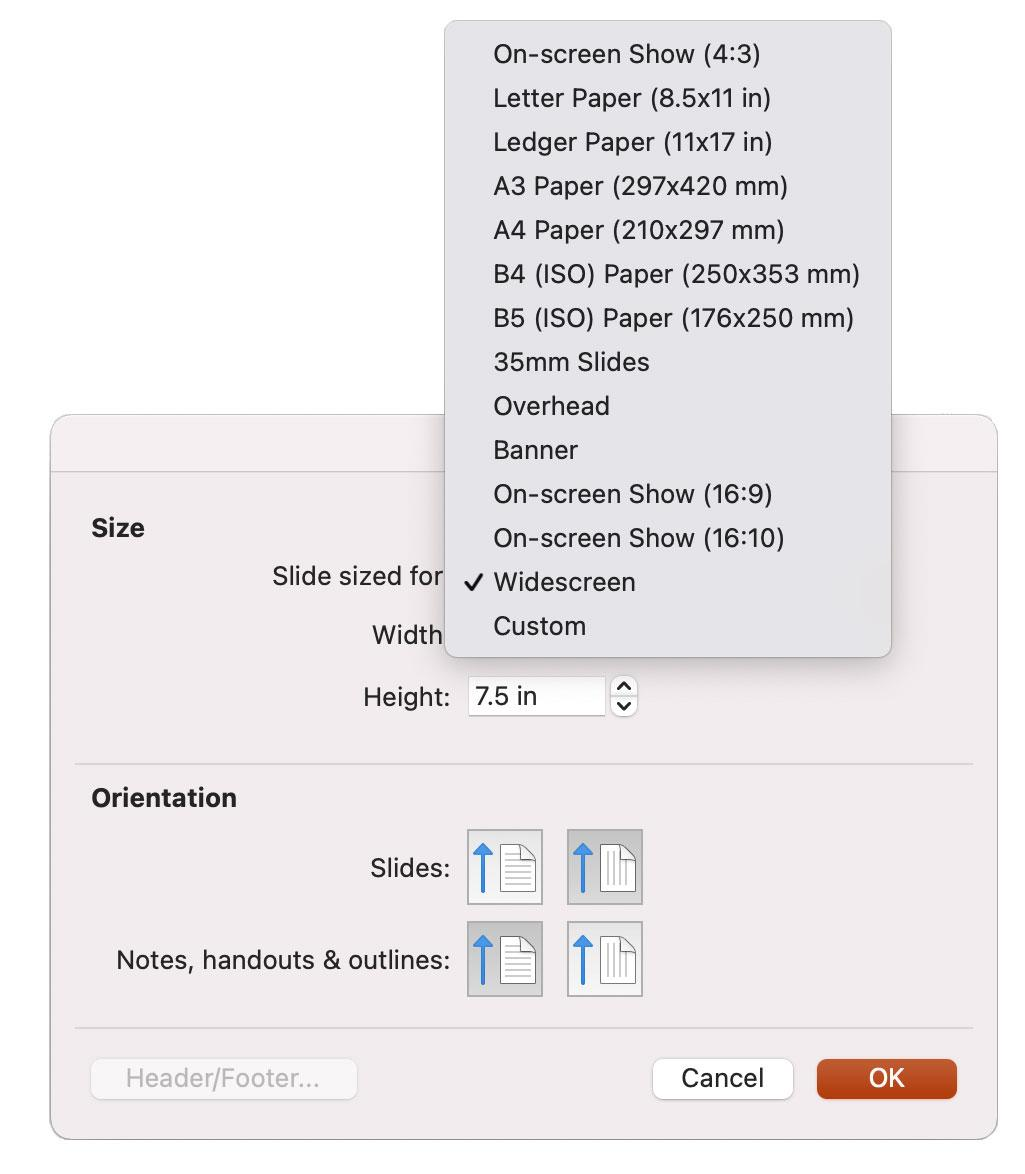 On-screen Show (4:3)
Letter Paper (8.5x11 in)
Ledger Paper (11x17 in)
A3 Paper (297x420 mm)
A4 Paper (210x297 mm)
B4 (ISO) Paper (250x353 mm)
B5 (ISO) Paper (176x250 mm)
35mm Slides
Overhead
Banner
On-screen Show (16:9)
On-screen Show (16:10)
Size
Slide sized for ✓ Widescreen
Custom
Width
Height: 7.5 in
Orientation
Slides:
Notes, handouts & outlines:
Header/Footer... Cancel OK